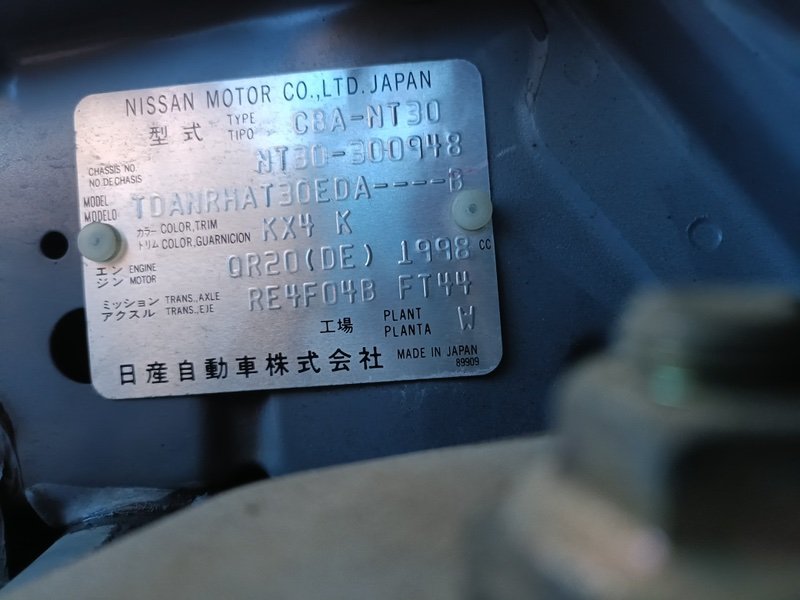 NISSAN MOTOR CO.,LTD. JAPAN
型式 TYPE TIPO CBA-NT30
CHASSIS NO. NO.DE CHASIS NT30-300948
MODEL MODELO TDANRHAT30EDA----B
カラー トリム COLOR,TRIM COLOR,GUARNICION KX4 K
エンジン ENGINE MOTOR QR20(DE) 1998 CC
ミッション アクスル TRANS.,AXLE TRANS.,EJE RE4F04B FT44
工場 PLANT PLANTA W
日産自動車株式会社 MADE IN JAPAN
89909